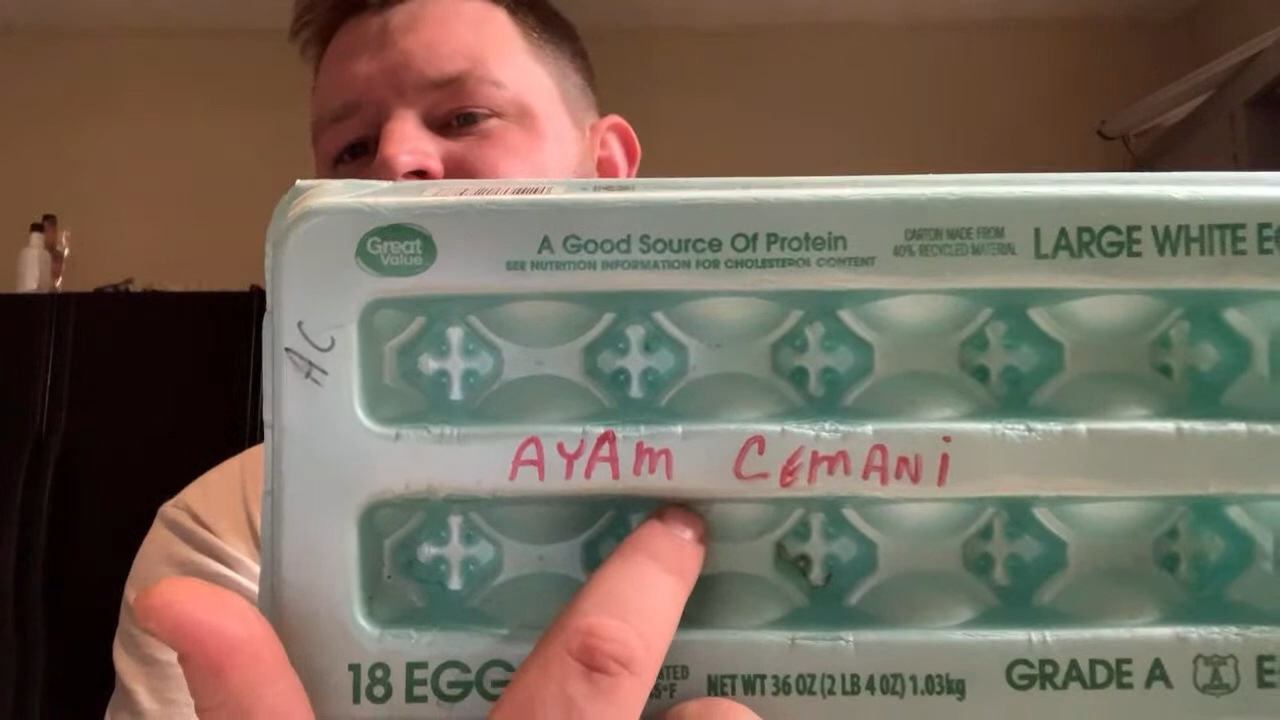 Great
Value
A Good Source Of Protein
SEE NUTRITION INFORMATION FOR CHOLESTEROL CONTENT
CARTON MADE FROM
40% RECYCLED MATERIAL
LARGE WHITE
AC
AYAM CEMANi
18 EGG
NET WT 36 OZ (2 LB 4 OZ) 1.03kg
GRADE A